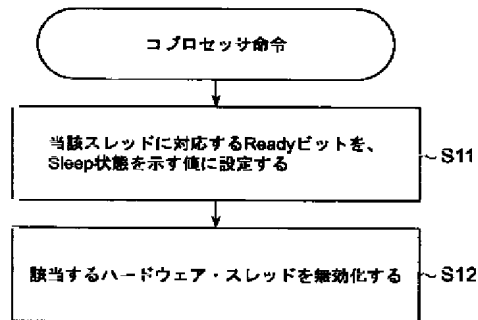 コプロセッサ命令
当該スレッドに対応するReadyビットを、
Sleep状態を示す値に設定する
S11
該当するハードウェア・スレッドを無効化する
S12